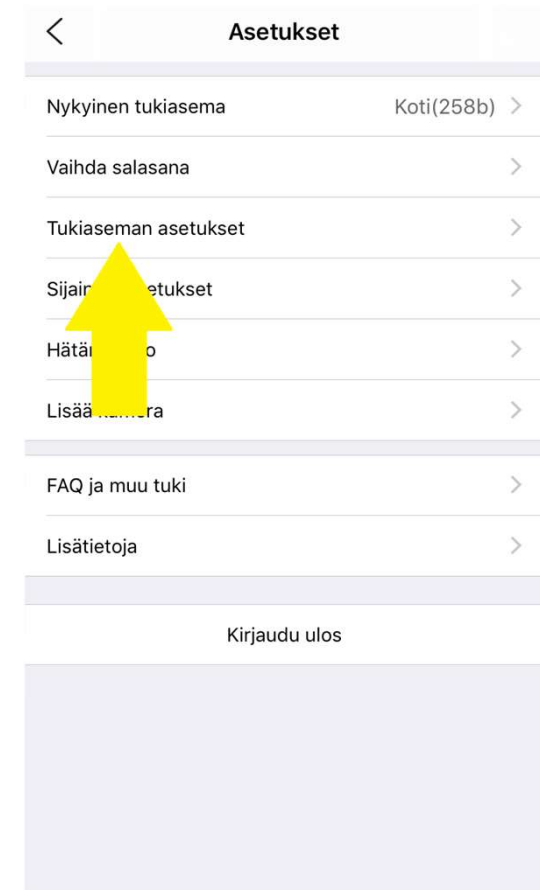 Asetukset
Nykyinen tukiasema Koti(258b)
Vaihda salasana
Tukiaseman asetukset
FAQ ja muu tuki
Lisätietoja
Kirjaudu ulos
Lisää